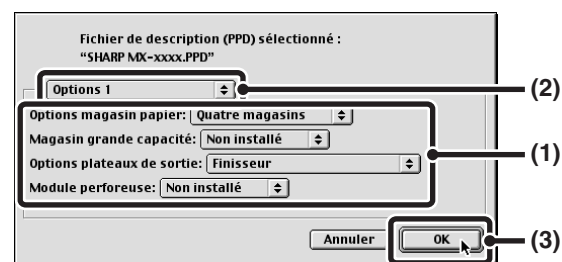 Fichier de description (PPD) sélectionné :
“SHARP MX-xxxx.PPD”
Options 1
(2)
Options magasin papier: Quatre magasins
Magasin grande capacité: Non installé
(1)
Options plateaux de sortie: Finisseur
Module perforeuse: Non installé
Annuler
OK
(3)